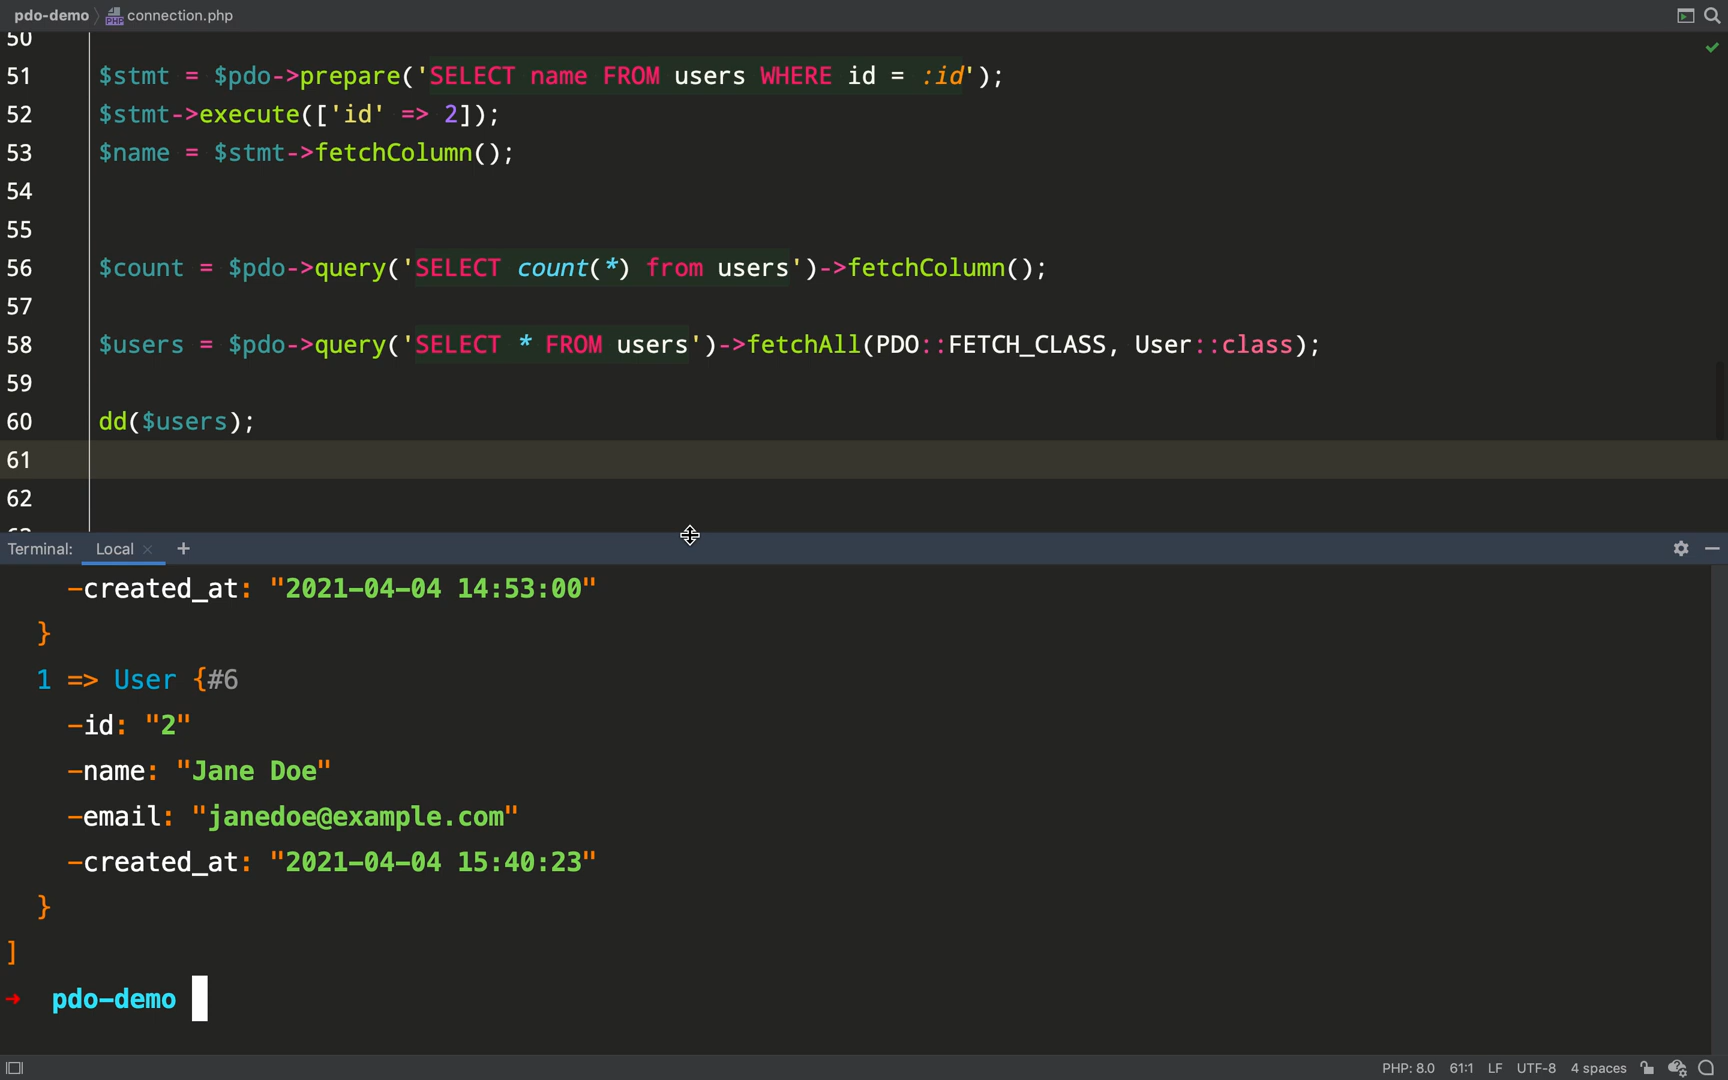 pdo-demo connection.php
50
51 $stmt = $pdo->prepare('SELECT name FROM users WHERE id = :id');
52 $stmt->execute(['id' => 2]);
53 $name = $stmt->fetchColumn();
54
55
56 $count = $pdo->query('SELECT count(*) from users')->fetchColumn();
57
58 $users = $pdo->query('SELECT * FROM users')->fetchAll(PDO::FETCH_CLASS, User::class);
59
60 dd($users);
61
62
Terminal: Local × +
-created_at: "2021-04-04 14:53:00"
}
1 => User {#6
-id: "2"
-name: "Jane Doe"
-email: "janedoe@example.com"
-created_at: "2021-04-04 15:40:23"
}
]
→ pdo-demo
PHP: 8.0 61:1 LF UTF-8 4 spaces